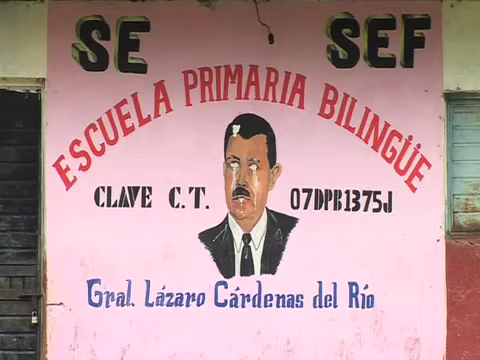 SE SEF
ESCUELA PRIMARIA BILINGÜE
CLAVE C.T. 07DPB1375J
Gral. Lázaro Cárdenas del Río